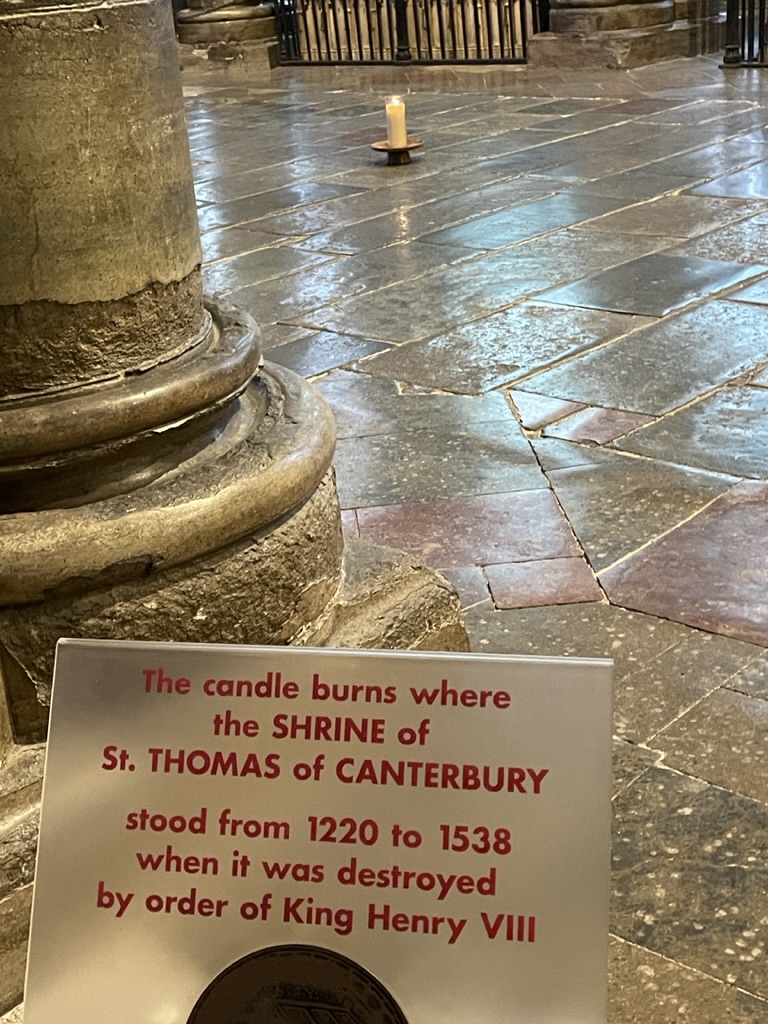 The candle burns where
the SHRINE of
St. THOMAS of CANTERBURY
stood from 1220 to 1538
when it was destroyed
by order of King Henry VIII